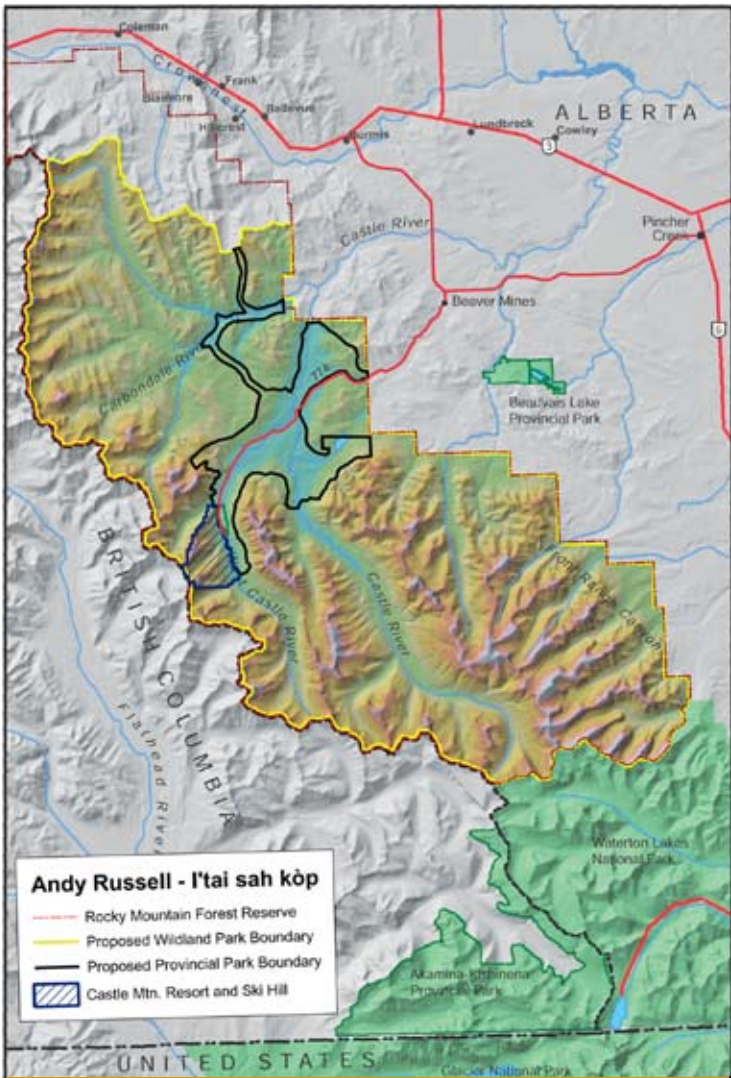 Coleman
Crowsnest
Frank
Blairmore
Bellevue
Hillcrest
Burmis
Lundbreck
ALBERTA
Cowley
3
Castle River
Pincher
Creek
Beaver Mines
6
Carbondale River
774
Beauvais Lake
Provincial Park
BRITISH COLUMBIA
Castle River
Castle River
Front Range Canyon
Flathead River
Waterton Lakes
National Park
Andy Russell - I'tai sah kòp
Rocky Mountain Forest Reserve
Proposed Wildland Park Boundary
Proposed Provincial Park Boundary
Castle Mtn. Resort and Ski Hill
Akamina-Kishinena
Provincial Park
UNITED STATES
Glacier National Park